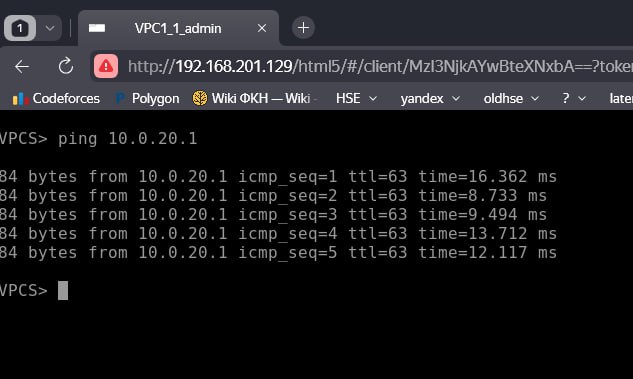 1
VPC1_1_admin
http://192.168.201.129/html5/#/client/MzI3NjkAYwBteXNxbA==?token
Codeforces Polygon Wiki ФКН — Wiki - HSE yandex oldhse ? later
VPCS> ping 10.0.20.1
84 bytes from 10.0.20.1 icmp_seq=1 ttl=63 time=16.362 ms
84 bytes from 10.0.20.1 icmp_seq=2 ttl=63 time=8.733 ms
84 bytes from 10.0.20.1 icmp_seq=3 ttl=63 time=9.494 ms
84 bytes from 10.0.20.1 icmp_seq=4 ttl=63 time=13.712 ms
84 bytes from 10.0.20.1 icmp_seq=5 ttl=63 time=12.117 ms
VPCS>